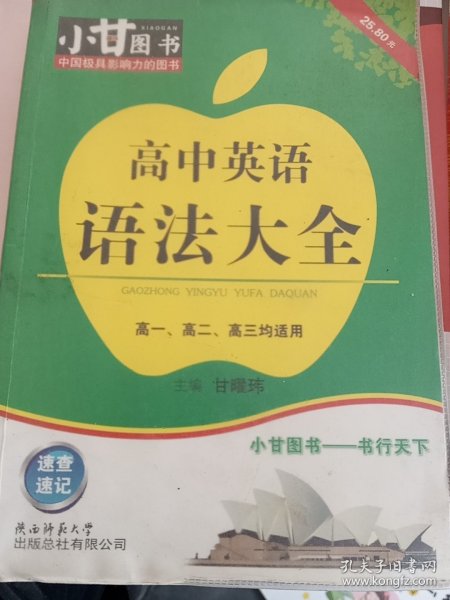 小甘图书
XIAOGAN
中国极具影响力的图书
25.80元
高中英语
语法大全
GAOZHONG YINGYU YUFA DAQUAN
高一、高二、高三均适用
主编 甘曜玮
小甘图书——书行天下
速查
速记
陕西师范大学
出版总社有限公司
孔夫子旧书网